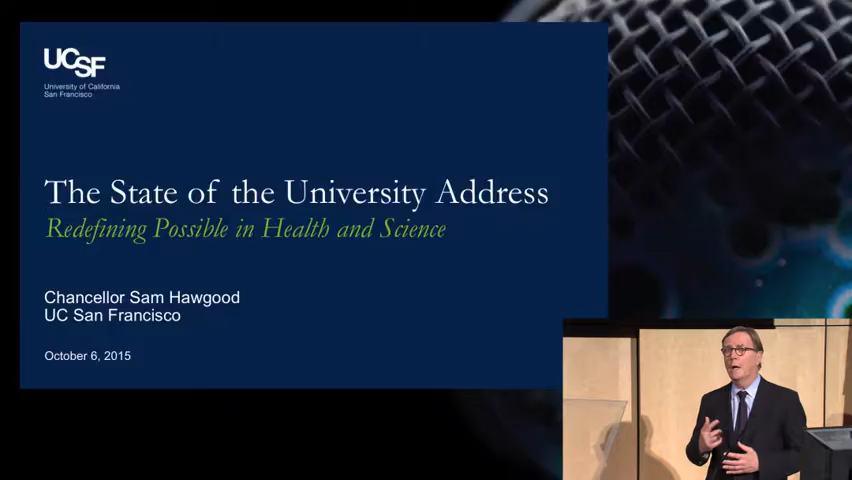 UCSF
University of California
San Francisco
The State of the University Address
Redefining Possible in Health and Science
Chancellor Sam Hawgood
UC San Francisco
October 6, 2015